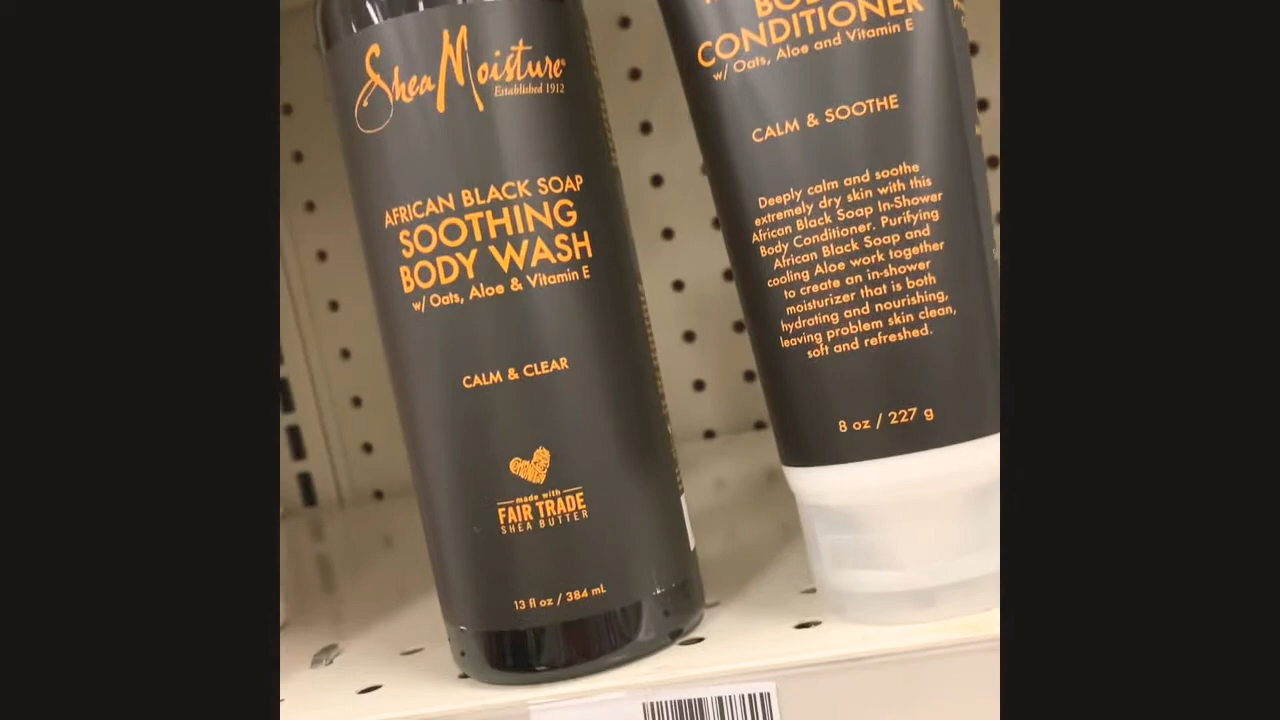 Shea Moisture
Established 1912
AFRICAN BLACK SOAP
SOOTHING
BODY WASH
w/ Oats, Aloe & Vitamin E
CALM & CLEAR
made with
FAIR TRADE
SHEA BUTTER
13 fl oz / 384 mL
CONDITIONER
w/ Oats, Aloe and Vitamin E
CALM & SOOTHE
Deeply calm and soothe
extremely dry skin with this
African Black Soap In-Shower
Body Conditioner. Purifying
African Black Soap and
cooling Aloe work together
to create an in-shower
moisturizer that is both
hydrating and nourishing,
leaving problem skin clean,
soft and refreshed.
8 oz / 227 g